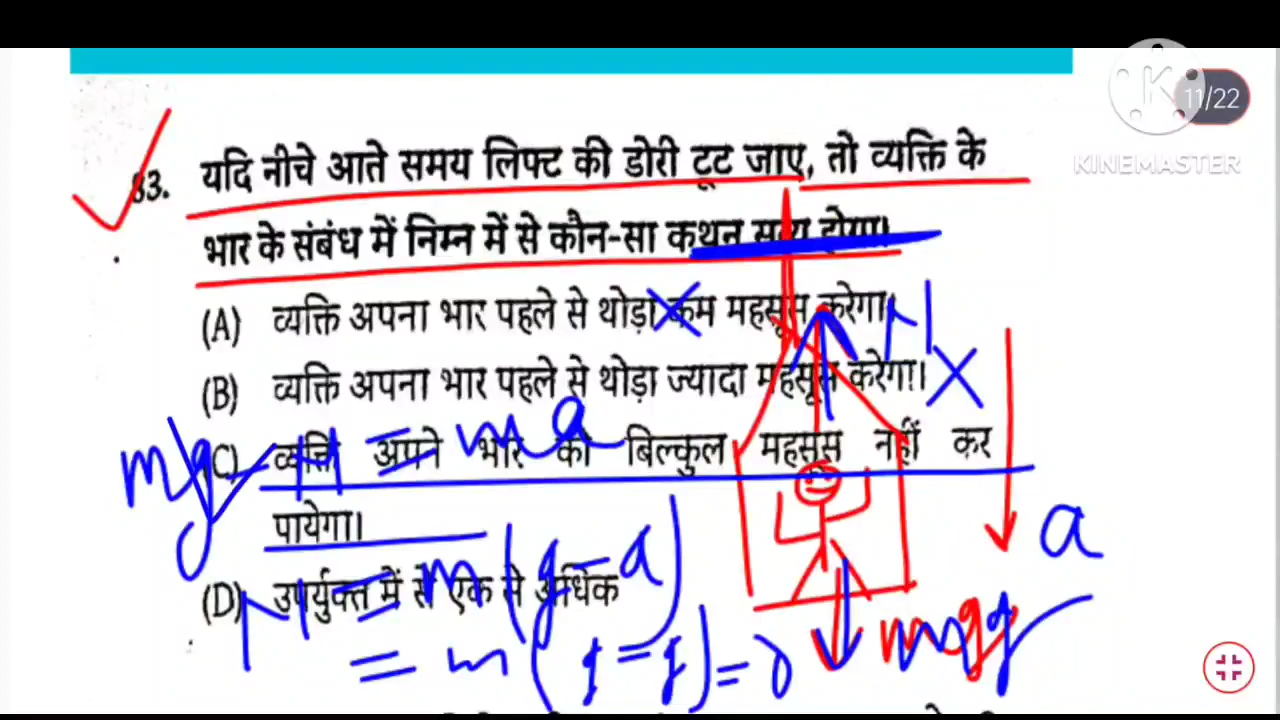 11/22
KINEMASTER
83. यदि नीचे आते समय लिफ्ट की डोरी टूट जाए, तो व्यक्ति के
भार के संबंध में निम्न में से कौन-सा कथन सत्य होगा।
(A) व्यक्ति अपना भार पहले से थोड़ा कम महसूस करेगा।
(B) व्यक्ति अपना भार पहले से थोड़ा ज्यादा महसूस करेगा।
(C) व्यक्ति अपने भार को बिल्कुल महसूस नहीं कर
पायेगा।
(D) उपर्युक्त में से एक से अधिक
mg - H = ma
H = m(g-a)
= m(g-g) = 0
H
a
mg